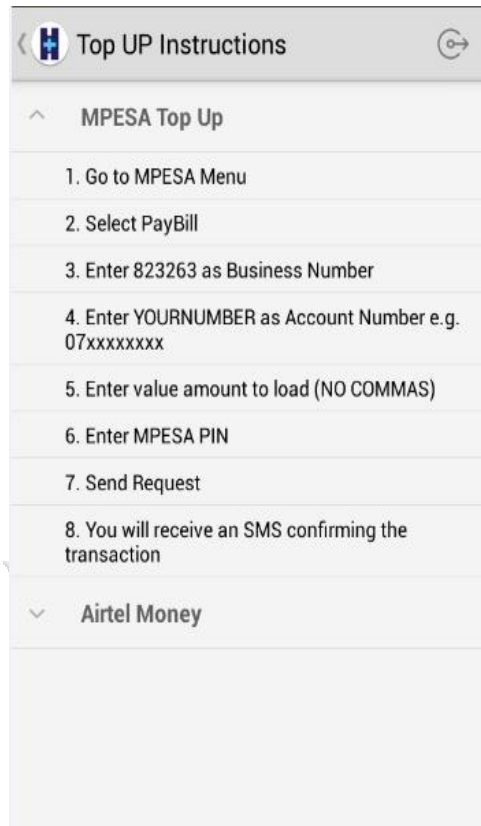 Top UP Instructions
MPESA Top Up
1. Go to MPESA Menu
2. Select PayBill
3. Enter 823263 as Business Number
4. Enter YOURNUMBER as Account Number e.g.
07xxxxxxxx
5. Enter value amount to load (NO COMMAS)
6. Enter MPESA PIN
7. Send Request
8. You will receive an SMS confirming the
transaction
Airtel Money